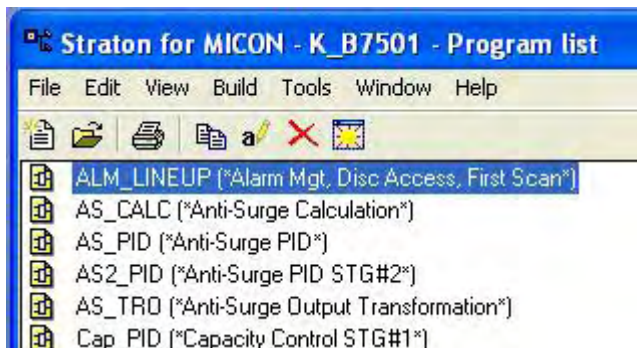 Straton for MICON - K_B7501 - Program list
File Edit View Build Tools Window Help
ALM_LINEUP (*Alarm Mgt, Disc Access, First Scan*)
AS_CALC (*Anti-Surge Calculation*)
AS_PID (*Anti-Surge PID*)
AS2_PID (*Anti-Surge PID STG#2*)
AS_TRO (*Anti-Surge Output Transformation*)
Cap_PID (*Capacity Control STG#1*)